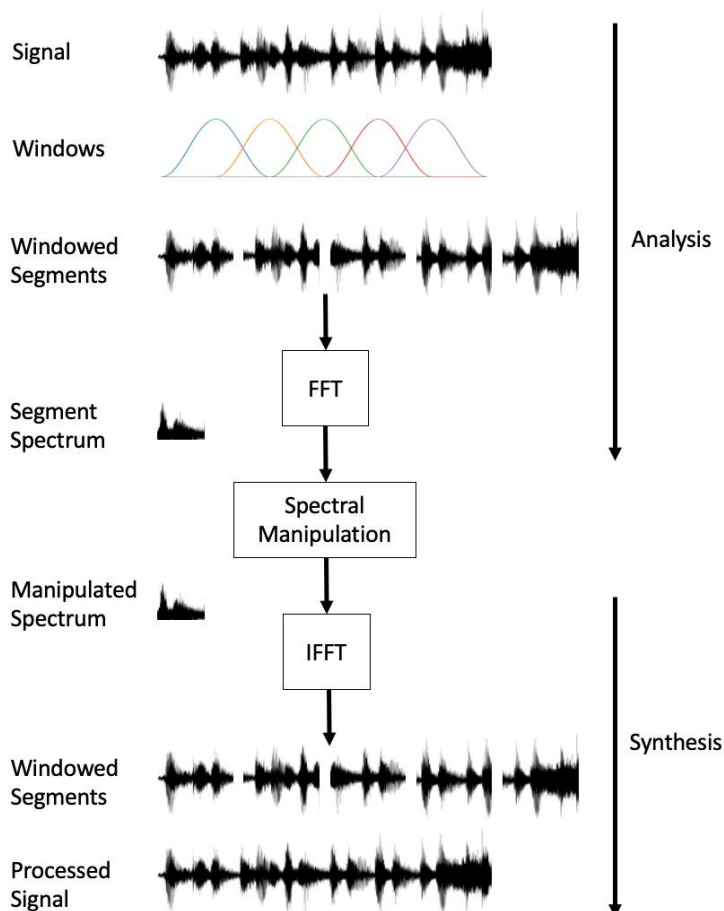 Signal
Windows
Windowed
Segments
Analysis
FFT
Segment
Spectrum
Spectral
Manipulation
Manipulated
Spectrum
IFFT
Synthesis
Windowed
Segments
Processed
Signal